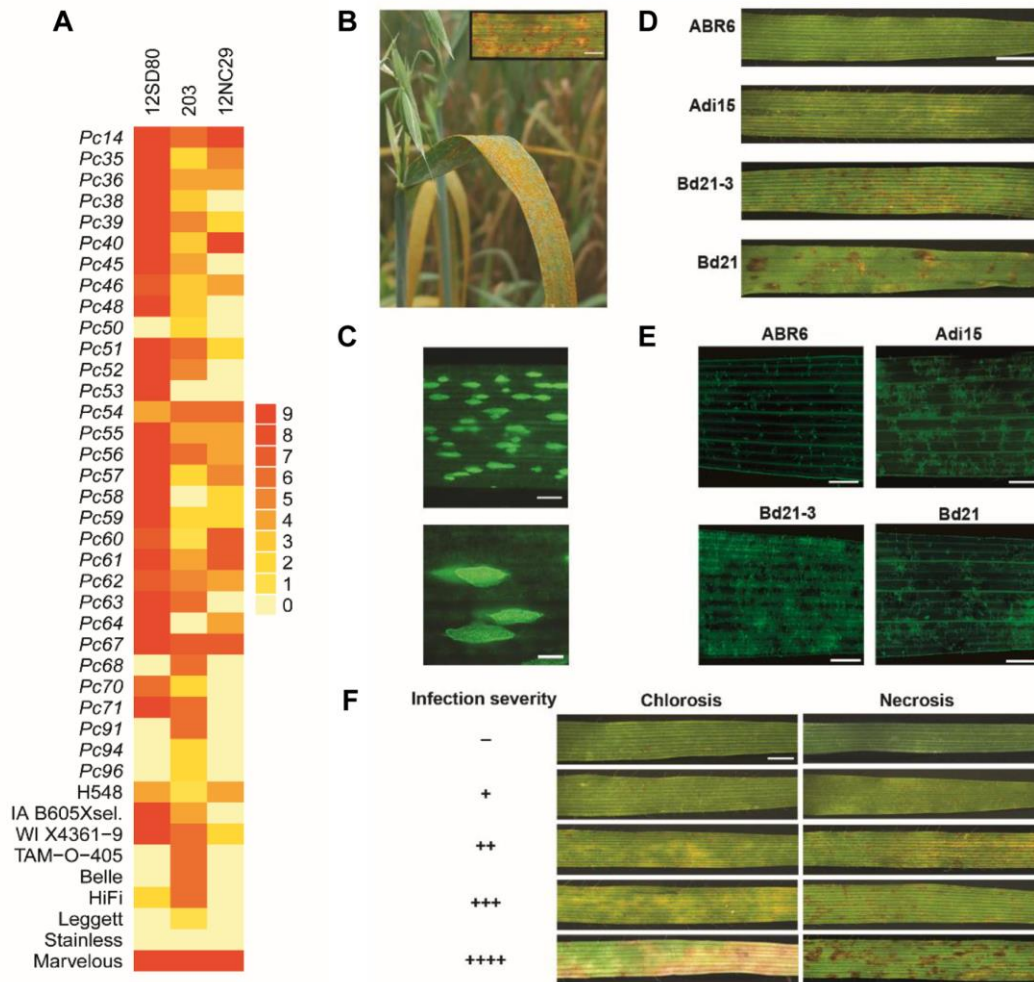 A
12SD80
203
12NC29
Pc14
Pc35
Pc36
Pc38
Pc39
Pc40
Pc45
Pc46
Pc48
Pc50
Pc51
Pc52
Pc53
Pc54
Pc55
Pc56
Pc57
Pc58
Pc59
Pc60
Pc61
Pc62
Pc63
Pc64
Pc67
Pc68
Pc70
Pc71
Pc91
Pc94
Pc96
H548
IA B605Xsel.
WI X4361−9
TAM−O−405
Belle
HiFi
Leggett
Stainless
Marvelous
9
8
7
6
5
4
3
2
1
0
B
C
D
ABR6
Adi15
Bd21-3
Bd21
E
ABR6
Adi15
Bd21-3
Bd21
F
Infection severity
Chlorosis
Necrosis
–
+
++
+++
++++